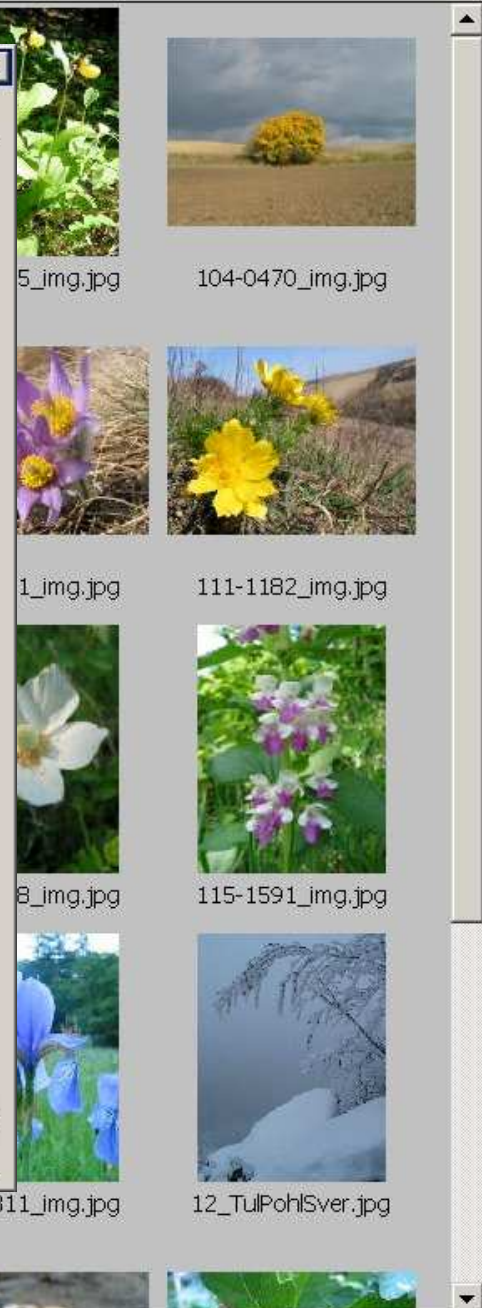 5_img.jpg 104-0470_img.jpg
1_img.jpg 111-1182_img.jpg
8_img.jpg 115-1591_img.jpg
311_img.jpg 12_TulPohlSver.jpg